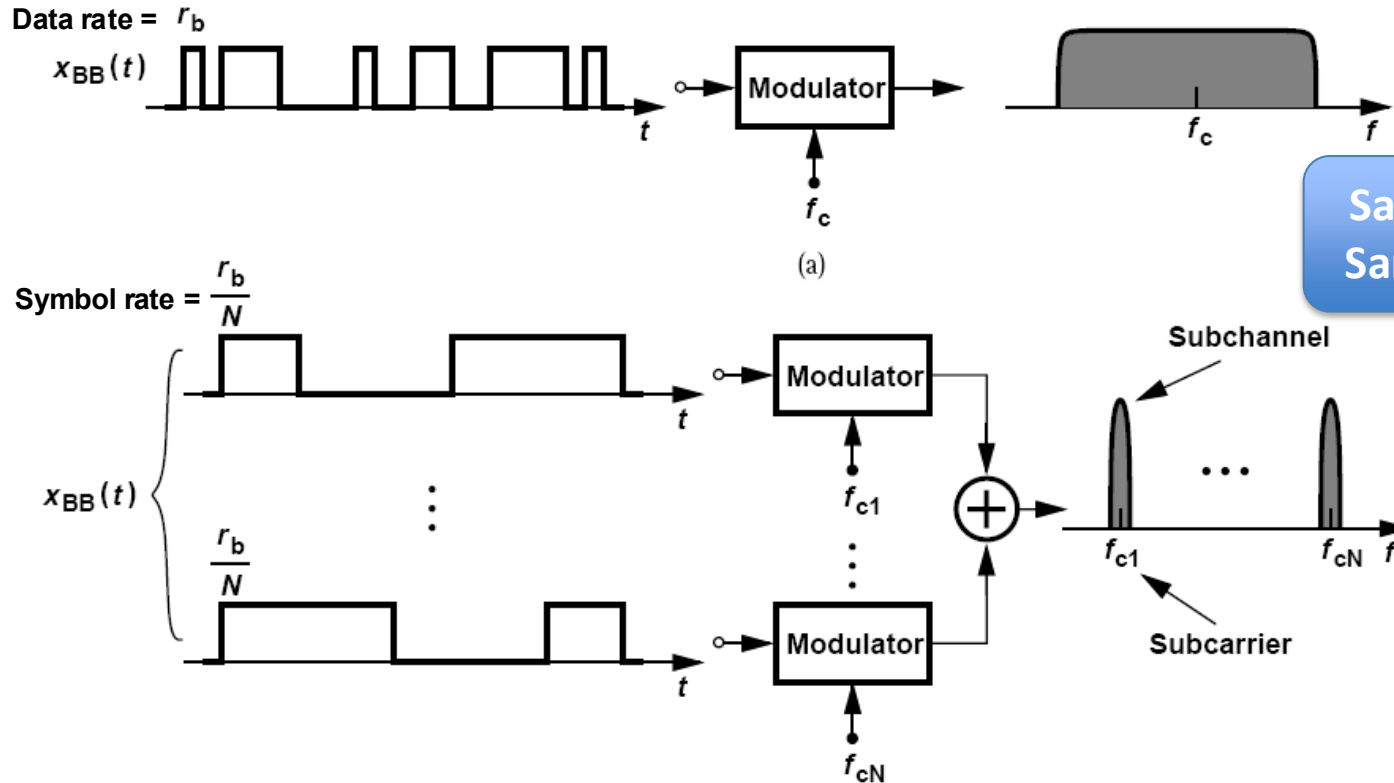 Data rate = r_b
x_BB(t)
t
Modulator
f_c
f_c
f
(a)
Symbol rate = r_b/N
x_BB(t)
t
Modulator
f_c1
r_b/N
t
Modulator
f_cN
Subchannel
f_c1
f_cN
f
Subcarrier